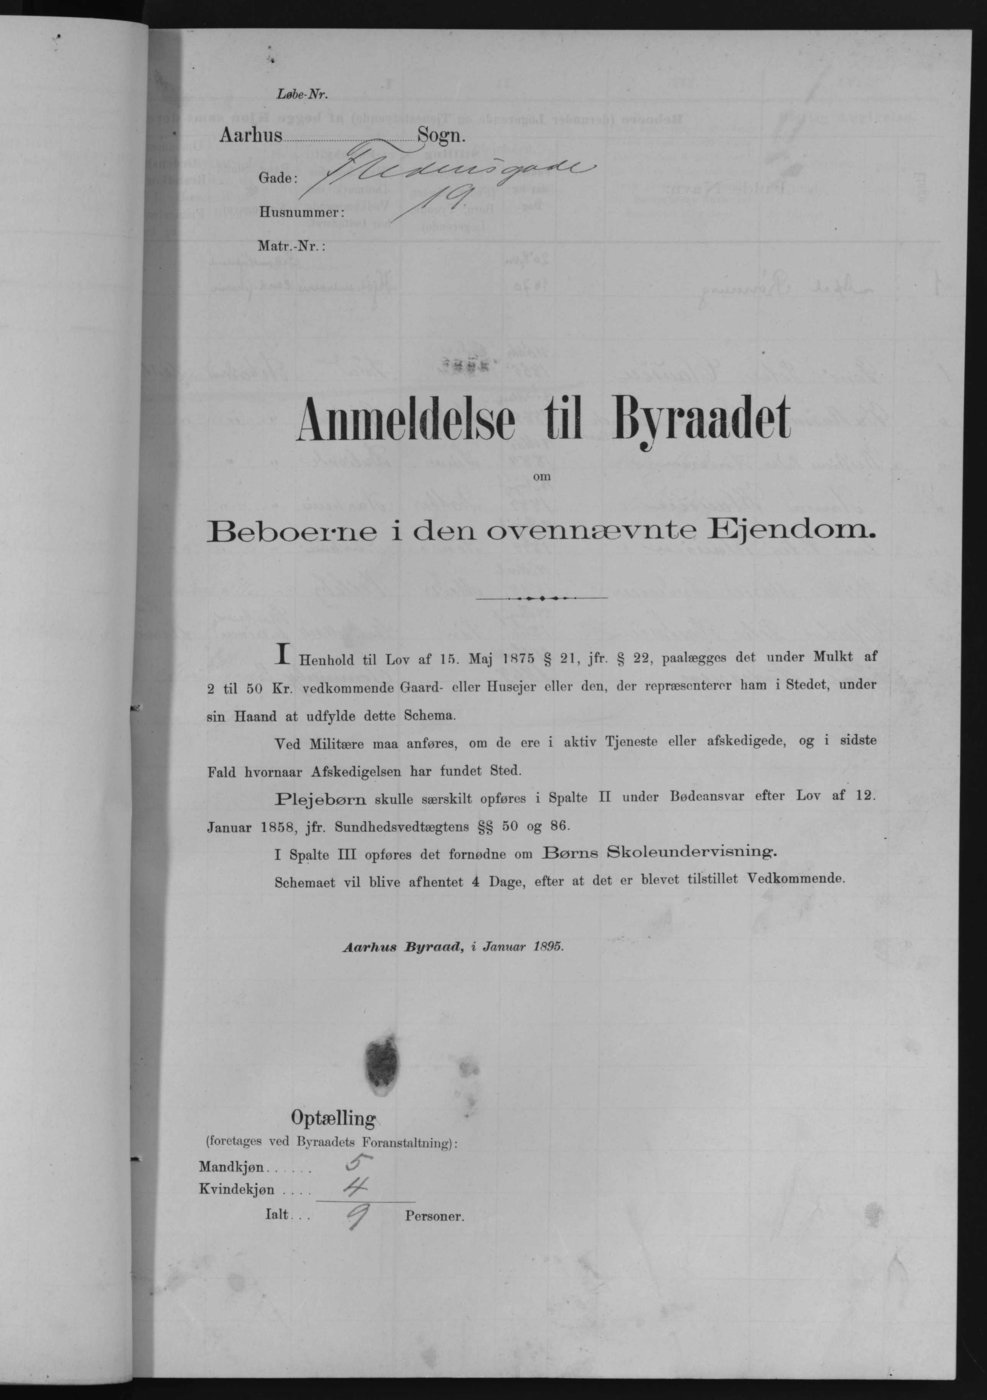 Løbe-Nr.
Aarhus Sogn.
Gade: Fredensgade
Husnummer: 19.
Matr.-Nr.:
Anmeldelse til Byraadet
om
Beboerne i den ovennævnte Ejendom.
I Henhold til Lov af 15. Maj 1875 § 21, jfr. § 22, paalægges det under Mulkt af
2 til 50 Kr. vedkommende Gaard- eller Husejer eller den, der repræsenterer ham i Stedet, under
sin Haand at udfylde dette Schema.
Ved Militære maa anføres, om de ere i aktiv Tjeneste eller afskedigede, og i sidste
Fald hvornaar Afskedigelsen har fundet Sted.
Plejebørn skulle særskilt opføres i Spalte II under Bødeansvar efter Lov af 12.
Januar 1858, jfr. Sundhedsvedtægtens §§ 50 og 86.
I Spalte III opføres det fornødne om Børns Skoleundervisning.
Schemaet vil blive afhentet 4 Dage, efter at det er blevet tilstillet Vedkommende.
Aarhus Byraad, i Januar 1895.
Optælling
(foretages ved Byraadets Foranstaltning):
Mandkjøn...... 5
Kvindekjøn .... 4
Ialt... 9 Personer.